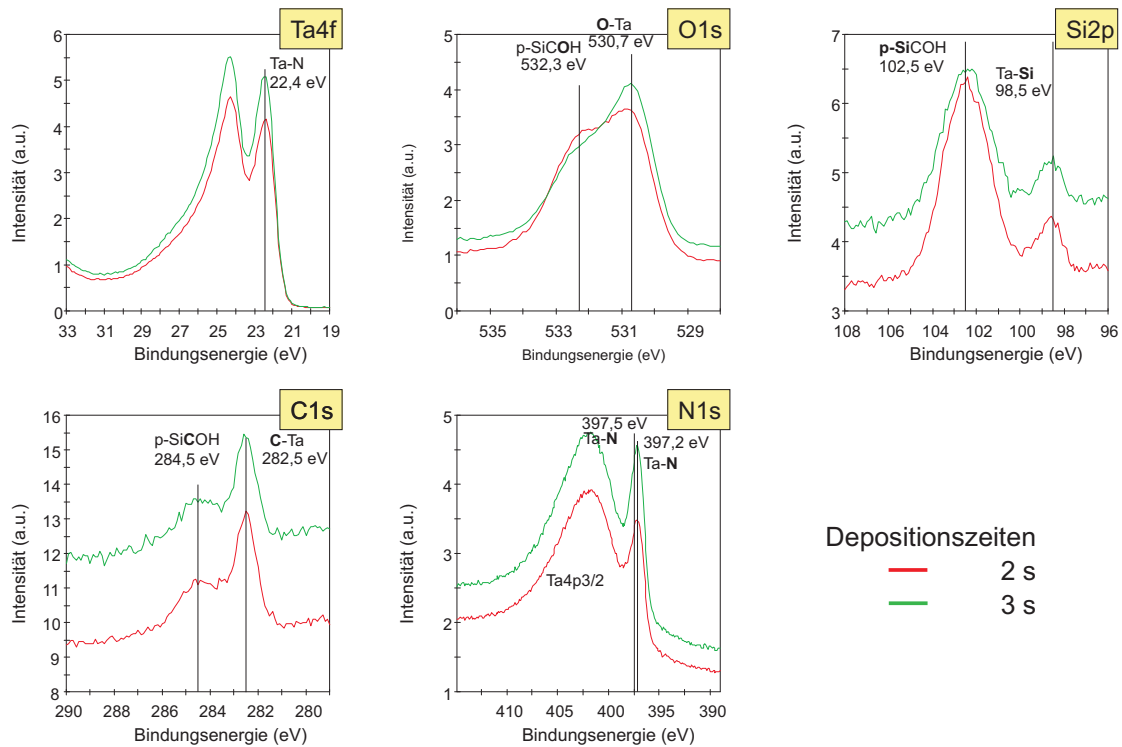 Ta4f
6
5
4
3
2
1
0
Ta-N
22,4 eV
Intensität (a.u.)
33 31 29 27 25 23 21 19
Bindungsenergie (eV)
O1s
O-Ta
530,7 eV
p-SiCOH
532,3 eV
5
4
3
2
1
0
Intensität (a.u.)
535 533 531 529
Bindungsenergie (eV)
Si2p
p-SiCOH
102,5 eV
Ta-Si
98,5 eV
7
6
5
4
3
Intensität (a.u.)
108 106 104 102 100 98 96
Bindungsenergie (eV)
C1s
p-SiCOH
284,5 eV
C-Ta
282,5 eV
16
15
14
13
12
11
10
9
8
Intensität (a.u.)
290 288 286 284 282 280
Bindungsenergie (eV)
N1s
397,5 eV
Ta-N
397,2 eV
Ta-N
Ta4p3/2
5
4
3
2
1
Intensität (a.u.)
410 405 400 395 390
Bindungsenergie (eV)
Depositionszeiten
2 s
3 s